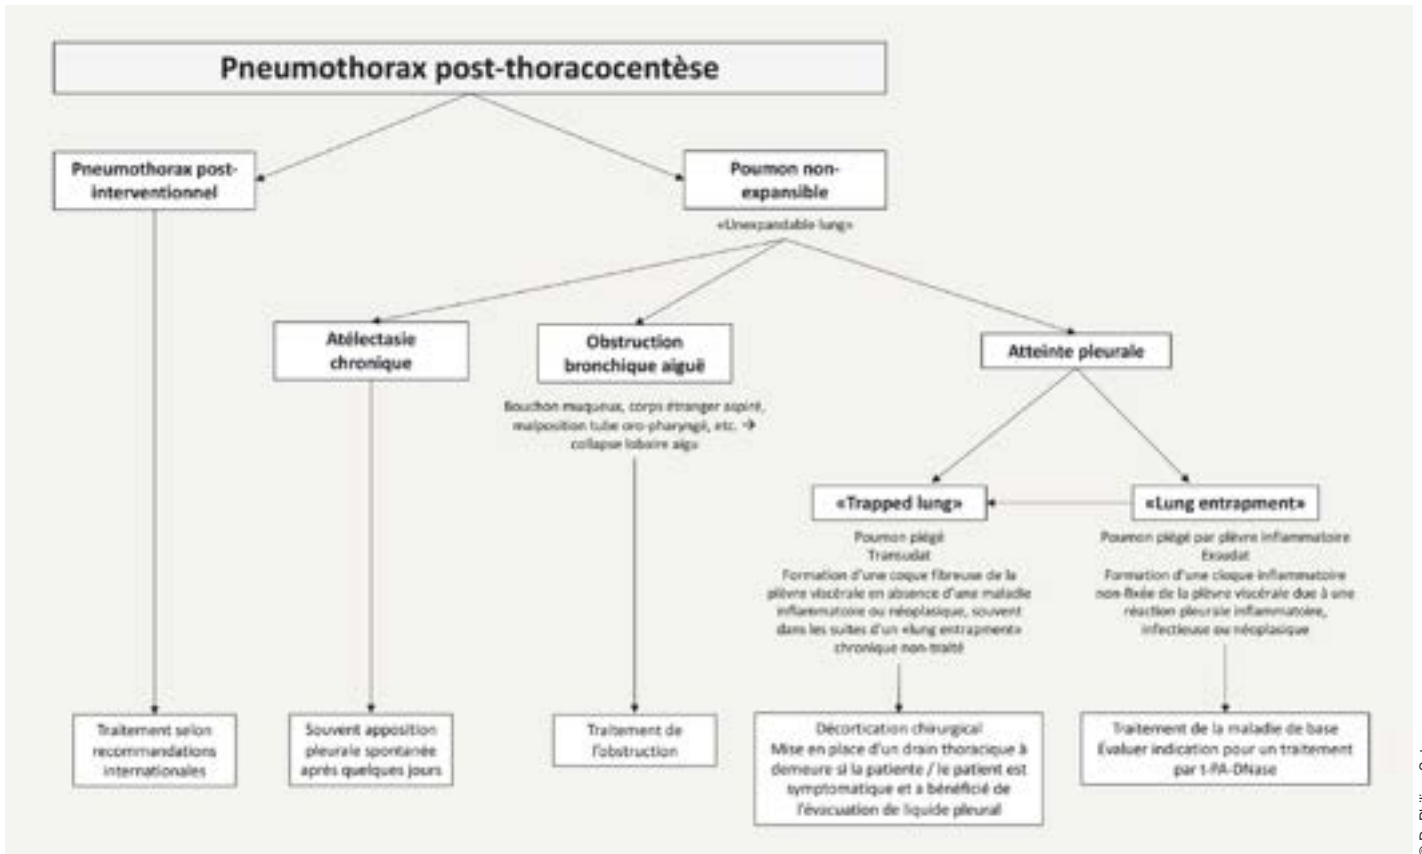 Pneumothorax post-thoracocentèse
Pneumothorax post-
interventionnel
Poumon non-
expansible
«Unexpandable lung»
Atélectasie
chronique
Obstruction
bronchique aiguë
Bouchon muqueux, corps étranger aspiré,
malposition tube oro-pharyngé, etc. →
collapse lobaire aigu
Atteinte pleurale
«Trapped lung»
Poumon piégé
Transudat
Formation d'une coque fibreuse de la
plèvre viscérale en absence d'une maladie
inflammatoire ou néoplasique, souvent
dans les suites d'un «lung entrapment»
chronique non-traité
«Lung entrapment»
Poumon piégé par plèvre inflammatoire
Exsudat
Formation d'une cloque inflammatoire
non-fixée de la plèvre viscérale due à une
réaction pleurale inflammatoire,
infectieuse ou néoplasique
Traitement selon
recommandations
internationales
Souvent apposition
pleurale spontanée
après quelques jours
Traitement de
l'obstruction
Décortication chirurgical
Mise en place d'un drain thoracique à
demeure si la patiente / le patient est
symptomatique et a bénéficié de
l'évacuation de liquide pleural
Traitement de la maladie de base
Evaluer indication pour un traitement
par t-PA-DNase